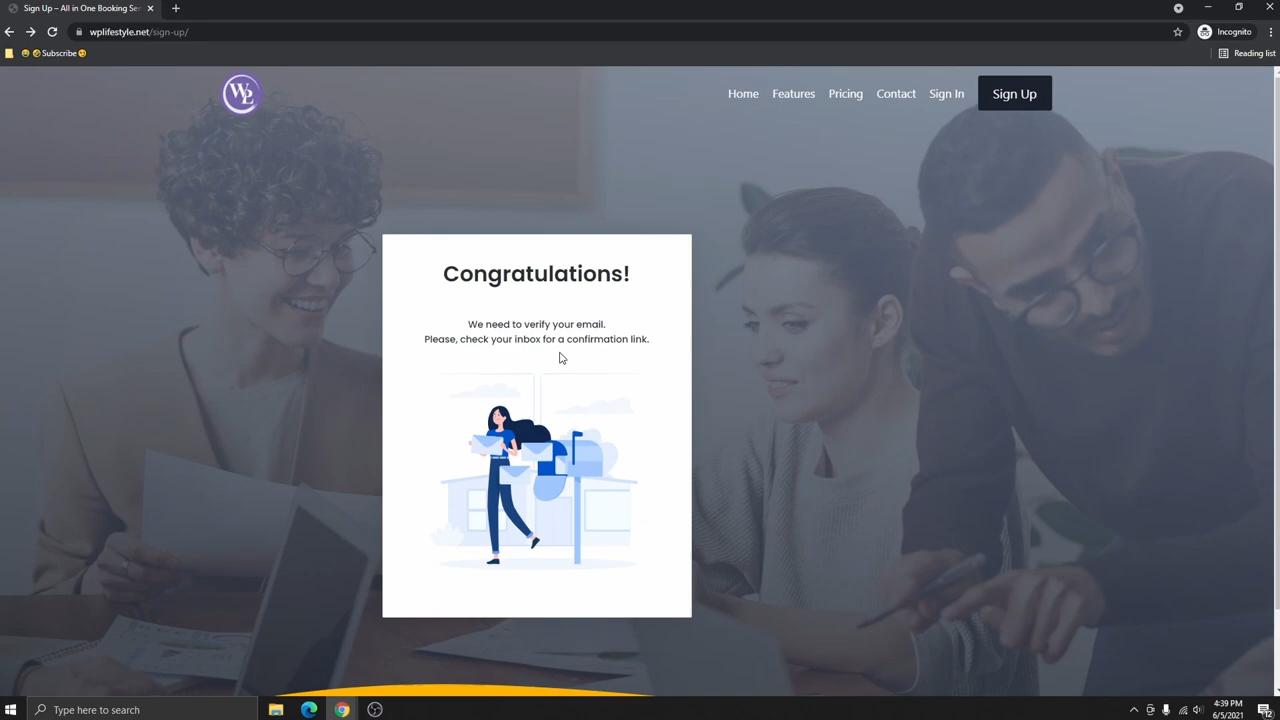 Sign Up – All in One Booking Ser
wplifestyle.net/sign-up/
Incognito
Subscribe
Reading list
WL
Home
Features
Pricing
Contact
Sign In
Sign Up
Congratulations!
We need to verify your email.
Please, check your inbox for a confirmation link.
Type here to search
4:39 PM
6/5/2021